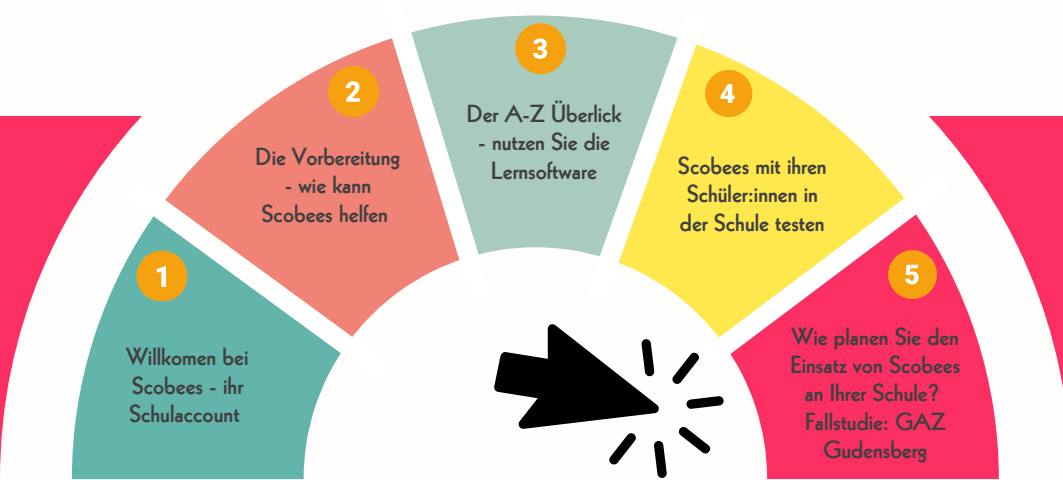 1
Willkomen bei
Scobees - ihr
Schulaccount
2
Die Vorbereitung
- wie kann
Scobees helfen
3
Der A-Z Überlick
- nutzen Sie die
Lernsoftware
4
Scobees mit ihren
Schüler:innen in
der Schule testen
5
Wie planen Sie den
Einsatz von Scobees
an Ihrer Schule?
Fallstudie: GAZ
Gudensberg